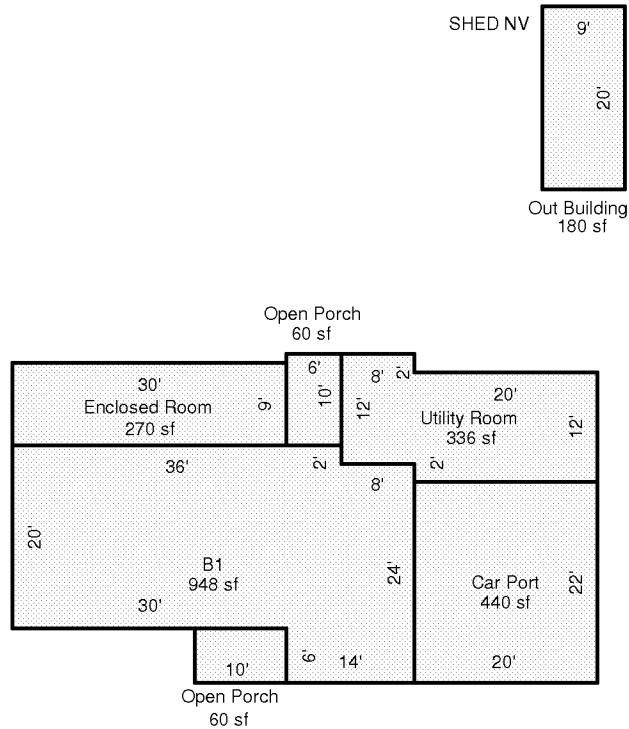 SHED NV
9'
20'
Out Building
180 sf
Open Porch
60 sf
6'
8'
2'
30'
20'
Enclosed Room
9'
10'
12'
Utility Room
12'
270 sf
336 sf
36'
2'
2'
8'
20'
B1
24'
Car Port
22'
948 sf
440 sf
30'
6'
14'
20'
10'
Open Porch
60 sf